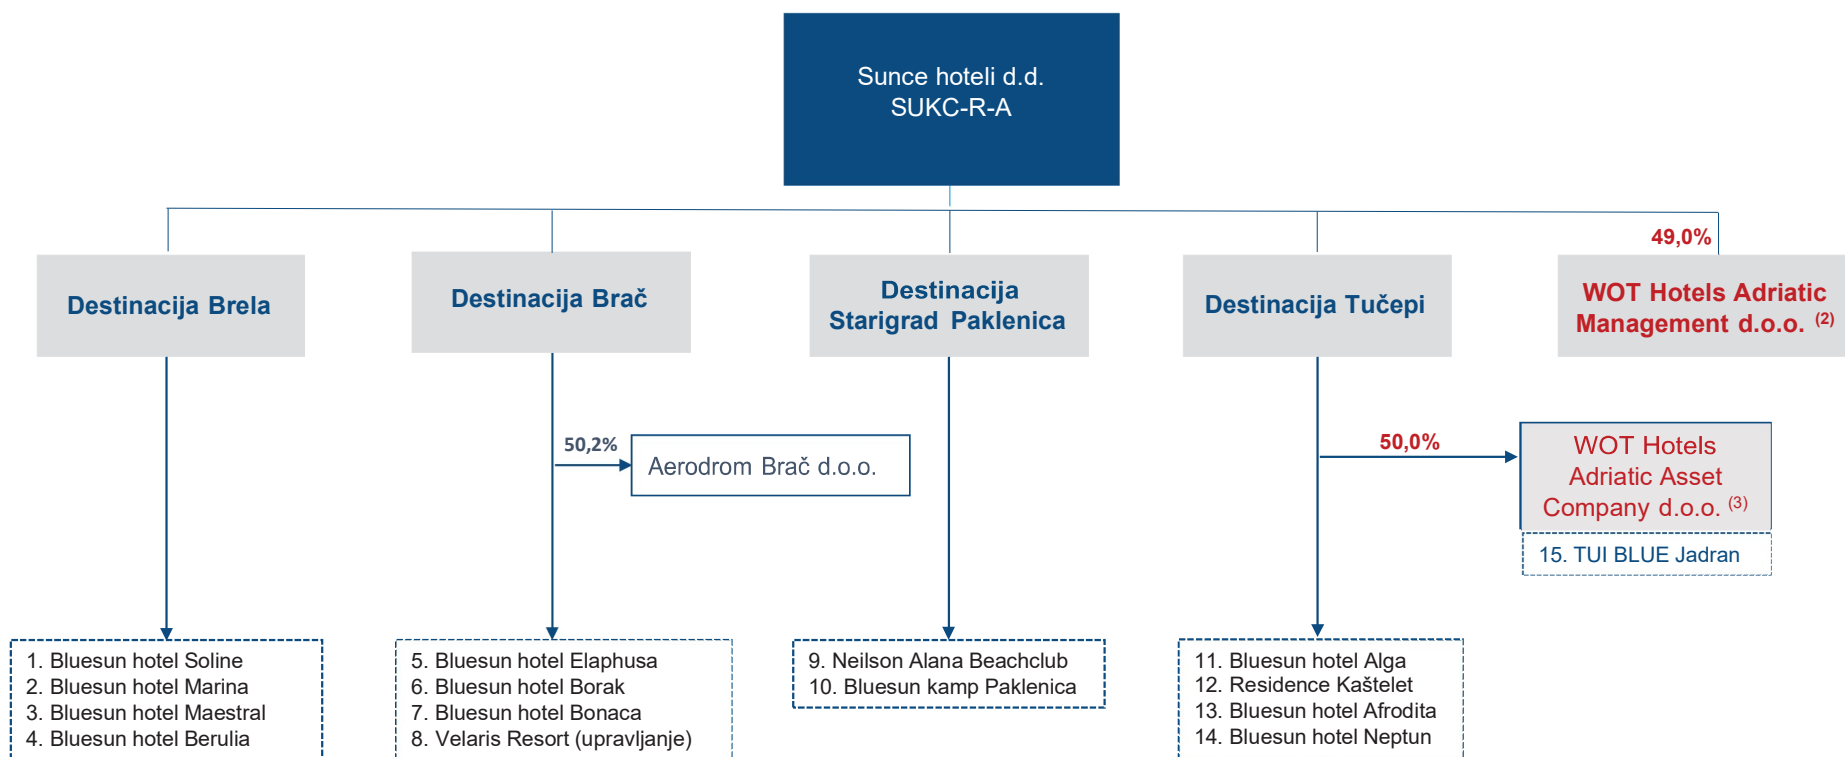 Sunce hoteli d.d.
SUKC-R-A
49,0%
Destinacija Brela
Destinacija Brač
Destinacija
Starigrad Paklenica
Destinacija Tučepi
WOT Hotels Adriatic
Management d.o.o. (2)
50,2%
Aerodrom Brač d.o.o.
50,0%
WOT Hotels
Adriatic Asset
Company d.o.o. (3)
15. TUI BLUE Jadran
1. Bluesun hotel Soline
2. Bluesun hotel Marina
3. Bluesun hotel Maestral
4. Bluesun hotel Berulia
5. Bluesun hotel Elaphusa
6. Bluesun hotel Borak
7. Bluesun hotel Bonaca
8. Velaris Resort (upravljanje)
9. Neilson Alana Beachclub
10. Bluesun kamp Paklenica
11. Bluesun hotel Alga
12. Residence Kaštelet
13. Bluesun hotel Afrodita
14. Bluesun hotel Neptun